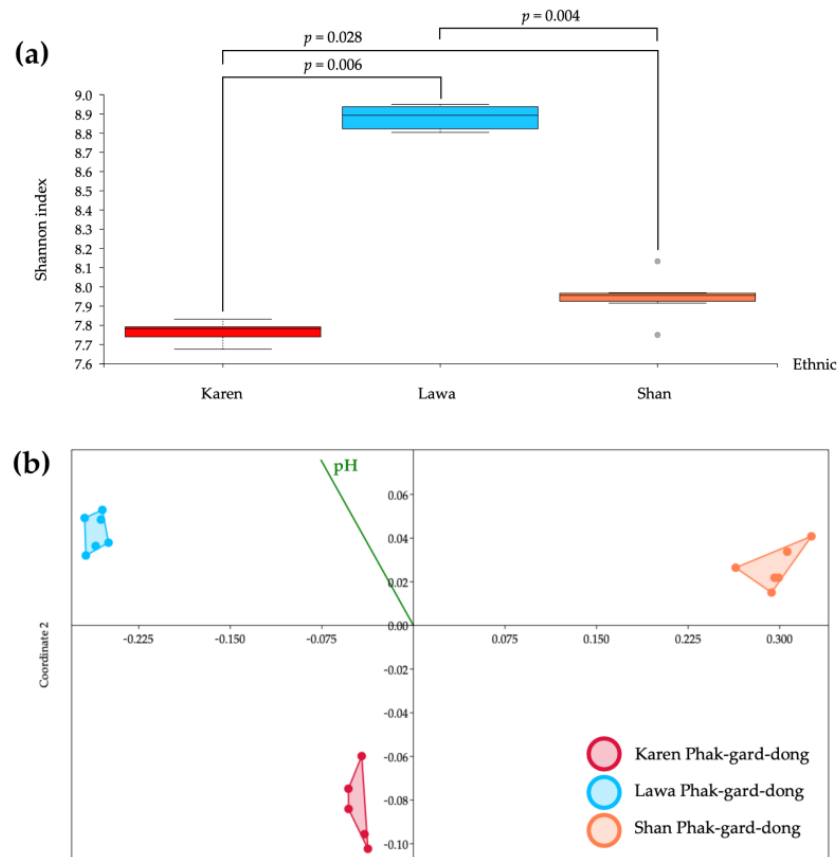 (a)
p = 0.004
p = 0.028
p = 0.006
9.0
8.9
8.8
8.7
8.6
8.5
8.4
8.3
8.2
8.1
8.0
7.9
7.8
7.7
7.6
Shannon index
Ethnic
Karen Lawa Shan
(b)
pH
0.06
0.04
0.02
0.00
-0.225 -0.150 -0.075 0.075 0.150 0.225 0.300
Coordinate 2
-0.02
-0.04
-0.06
-0.08
-0.10
Karen Phak-gard-dong
Lawa Phak-gard-dong
Shan Phak-gard-dong